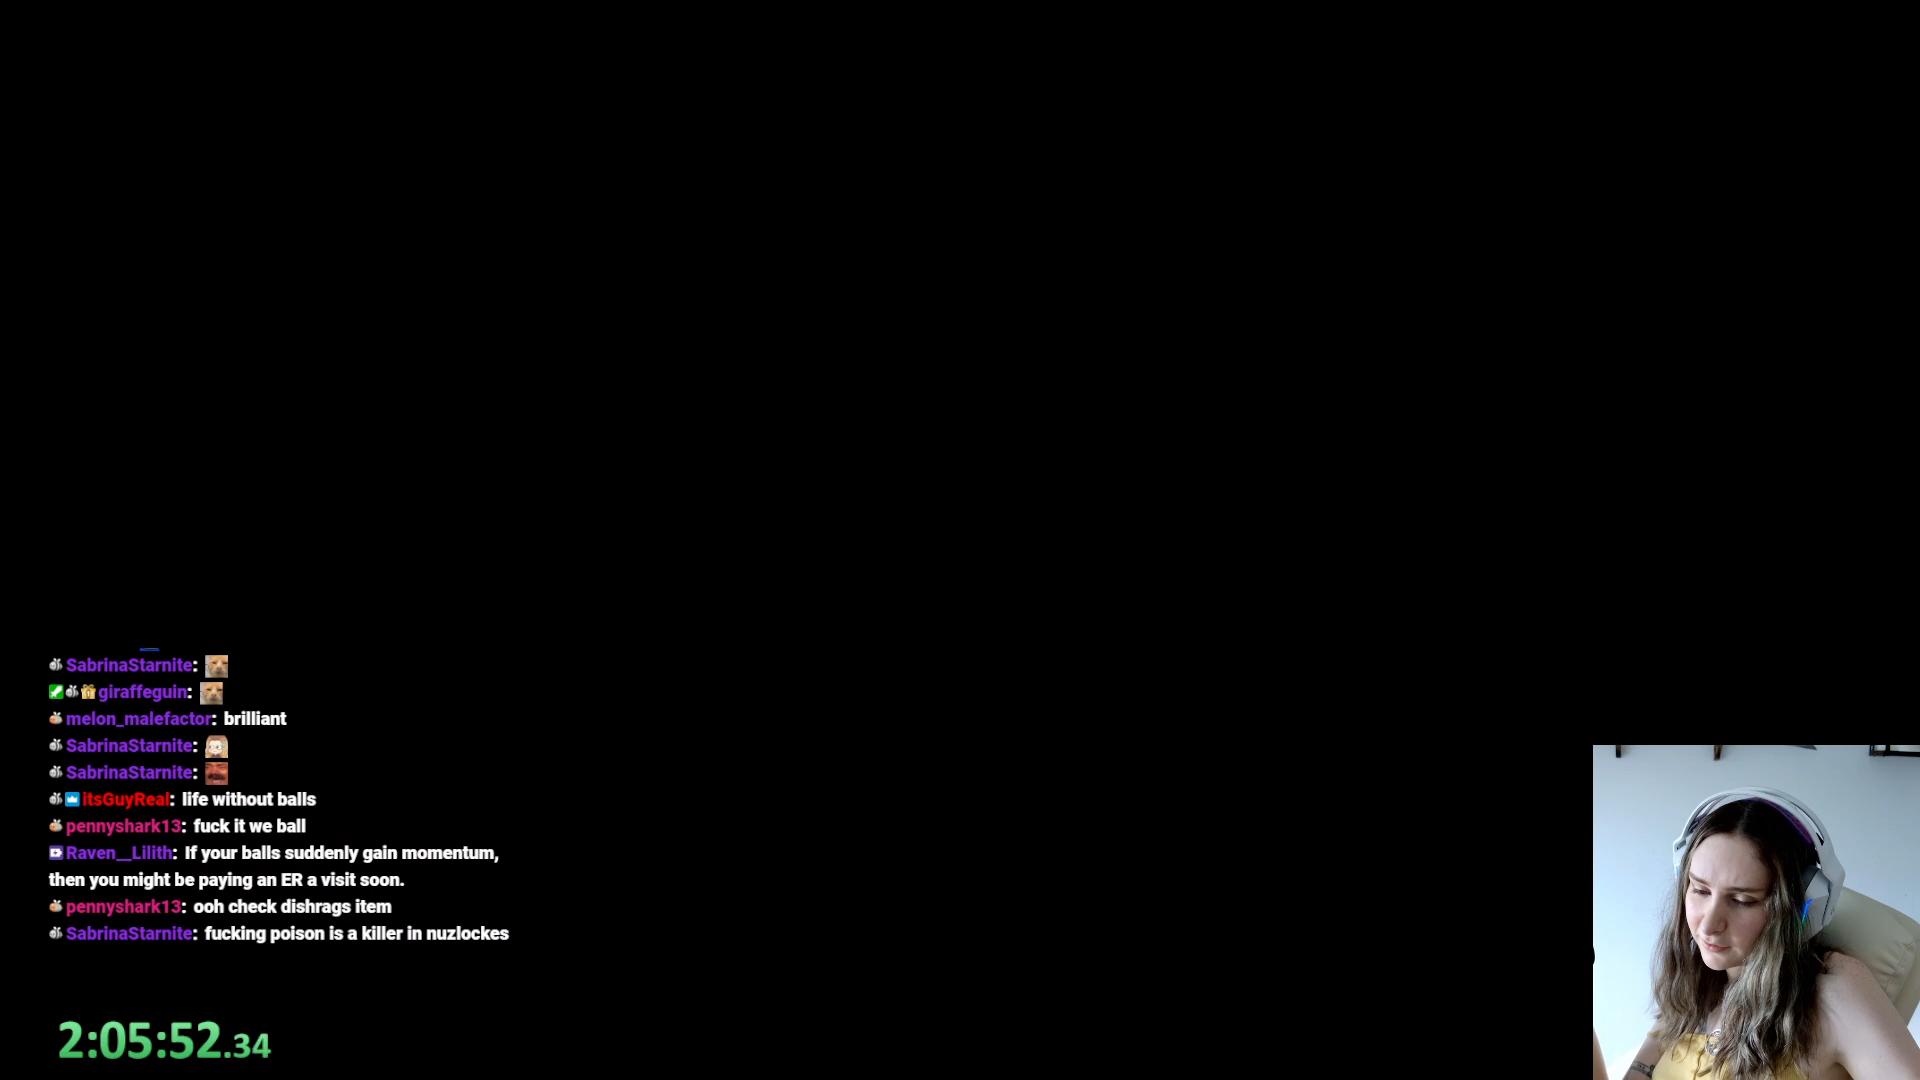 SabrinaStarnite:
giraffeguin:
melon_malefactor: brilliant
SabrinaStarnite:
SabrinaStarnite:
itsGuyReal: life without balls
pennyshark13: fuck it we ball
Raven__Lilith: If your balls suddenly gain momentum,
then you might be paying an ER a visit soon.
pennyshark13: ooh check dishrags item
SabrinaStarnite: fucking poison is a killer in nuzlockes
2:05:52.34